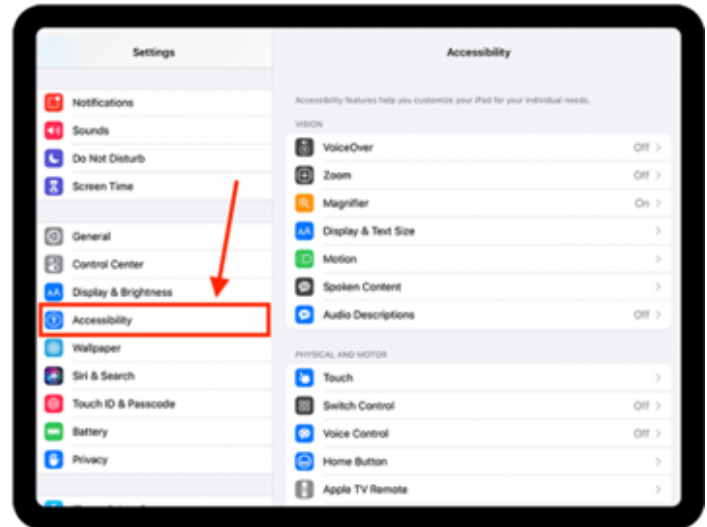 Settings
Notifications
Sounds
Do Not Disturb
Screen Time
General
Control Center
Display & Brightness
Accessibility
Wallpaper
Siri & Search
Touch ID & Passcode
Battery
Privacy
Accessibility
Accessibility features help you customize your iPad for your individual needs.
VISION
VoiceOver Off
Zoom Off
Magnifier On
Display & Text Size
Motion
Spoken Content
Audio Descriptions Off
PHYSICAL AND MOTOR
Touch
Switch Control Off
Voice Control Off
Home Button
Apple TV Remote